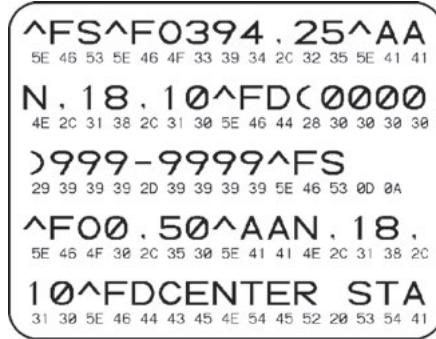 ^FS^FO394,25^AA
5E 46 53 5E 46 4F 33 39 34 2C 32 35 5E 41 41
N,18,10^FD(0000
4E 2C 31 38 2C 31 30 5E 46 44 28 30 30 30 30
)999-9999^FS
29 39 39 39 2D 39 39 39 39 5E 46 53 0D 0A
^FO0,50^AAN,18,
5E 46 4F 30 2C 35 30 5E 41 41 4E 2C 31 38 2C
10^FDCENTER STA
31 30 5E 46 44 43 45 4E 54 45 52 20 53 54 41